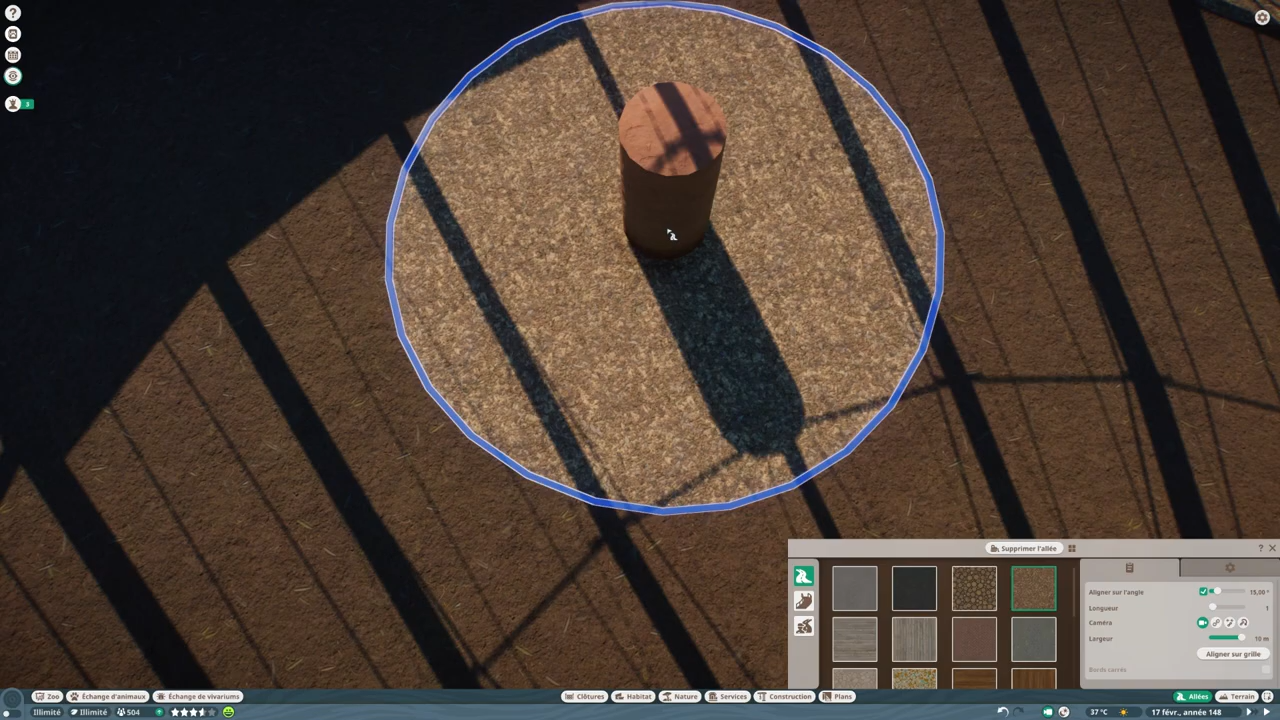 ?
3
Supprimer l'allée
? ×
Aligner sur l'angle 15,00°
Longueur 1
Caméra
Largeur 10 m
Aligner sur grille
Bords carrés
Zoo Échange d'animaux Échange de vivariums Clôtures Habitat Nature Services Construction Plans Allées Terrain
Illimité Illimité 504 37 °C 17 févr., année 148